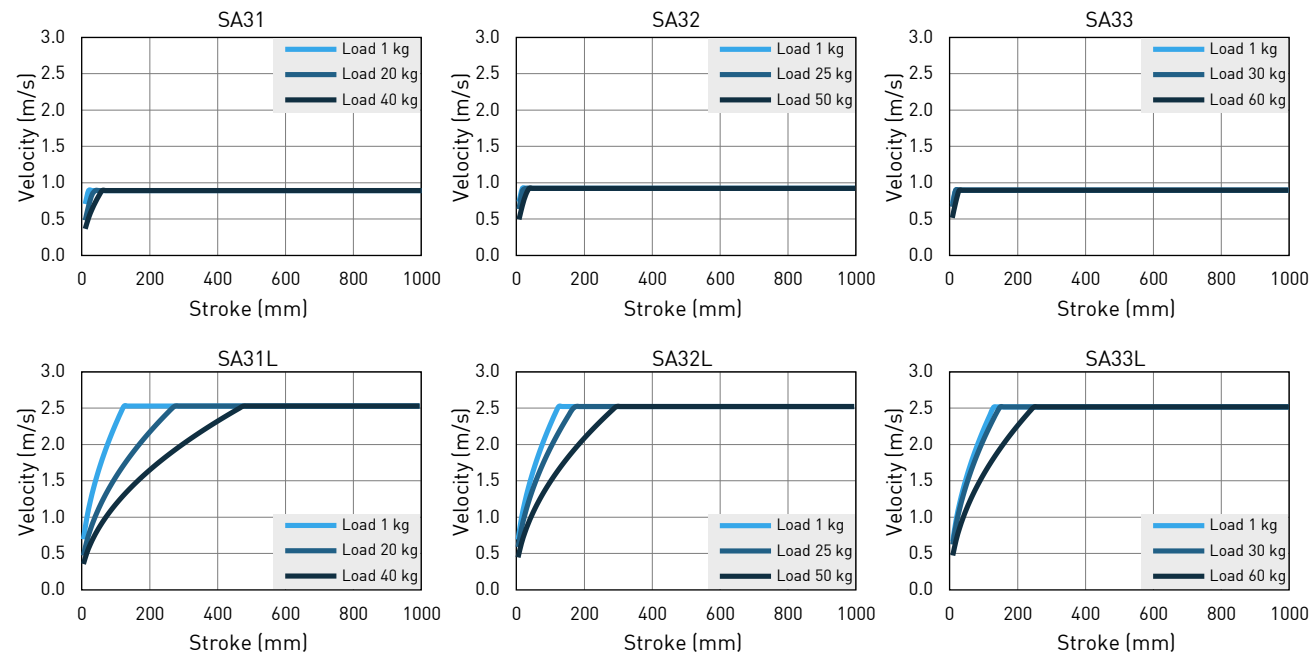 SA31
3.0
2.5
2.0
1.5
1.0
0.5
0.0
Velocity (m/s)
Load 1 kg
Load 20 kg
Load 40 kg
0 200 400 600 800 1000
Stroke (mm)
SA32
3.0
2.5
2.0
1.5
1.0
0.5
0.0
Velocity (m/s)
Load 1 kg
Load 25 kg
Load 50 kg
0 200 400 600 800 1000
Stroke (mm)
SA33
3.0
2.5
2.0
1.5
1.0
0.5
0.0
Velocity (m/s)
Load 1 kg
Load 30 kg
Load 60 kg
0 200 400 600 800 1000
Stroke (mm)
SA31L
3.0
2.5
2.0
1.5
1.0
0.5
0.0
Velocity (m/s)
Load 1 kg
Load 20 kg
Load 40 kg
0 200 400 600 800 1000
Stroke (mm)
SA32L
3.0
2.5
2.0
1.5
1.0
0.5
0.0
Velocity (m/s)
Load 1 kg
Load 25 kg
Load 50 kg
0 200 400 600 800 1000
Stroke (mm)
SA33L
3.0
2.5
2.0
1.5
1.0
0.5
0.0
Velocity (m/s)
Load 1 kg
Load 30 kg
Load 60 kg
0 200 400 600 800 1000
Stroke (mm)